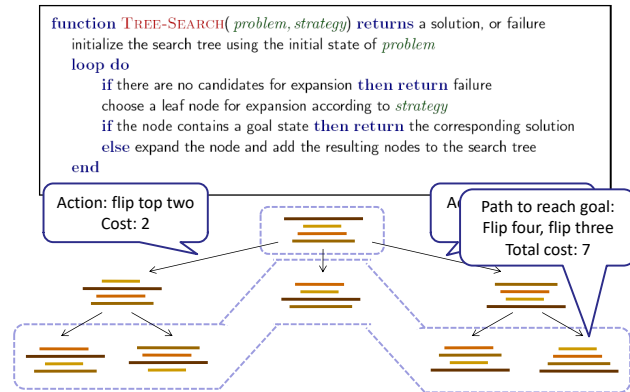 function TREE-SEARCH( problem, strategy) returns a solution, or failure
initialize the search tree using the initial state of problem
loop do
if there are no candidates for expansion then return failure
choose a leaf node for expansion according to strategy
if the node contains a goal state then return the corresponding solution
else expand the node and add the resulting nodes to the search tree
end
Action: flip top two
Cost: 2
Path to reach goal:
Flip four, flip three
Total cost: 7